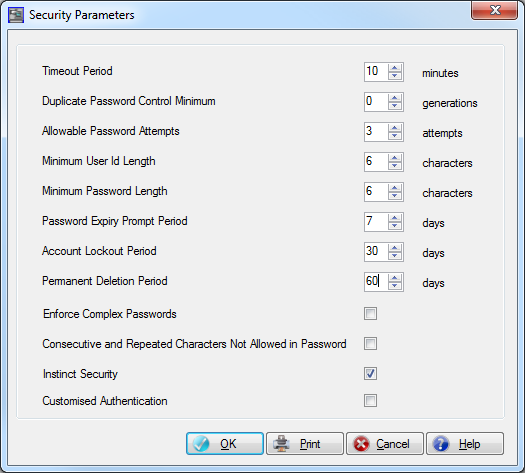 Security Parameters
Timeout Period 10 minutes
Duplicate Password Control Minimum 0 generations
Allowable Password Attempts 3 attempts
Minimum User Id Length 6 characters
Minimum Password Length 6 characters
Password Expiry Prompt Period 7 days
Account Lockout Period 30 days
Permanent Deletion Period 60 days
Enforce Complex Passwords
Consecutive and Repeated Characters Not Allowed in Password
Instinct Security
Customised Authentication
OK Print Cancel Help